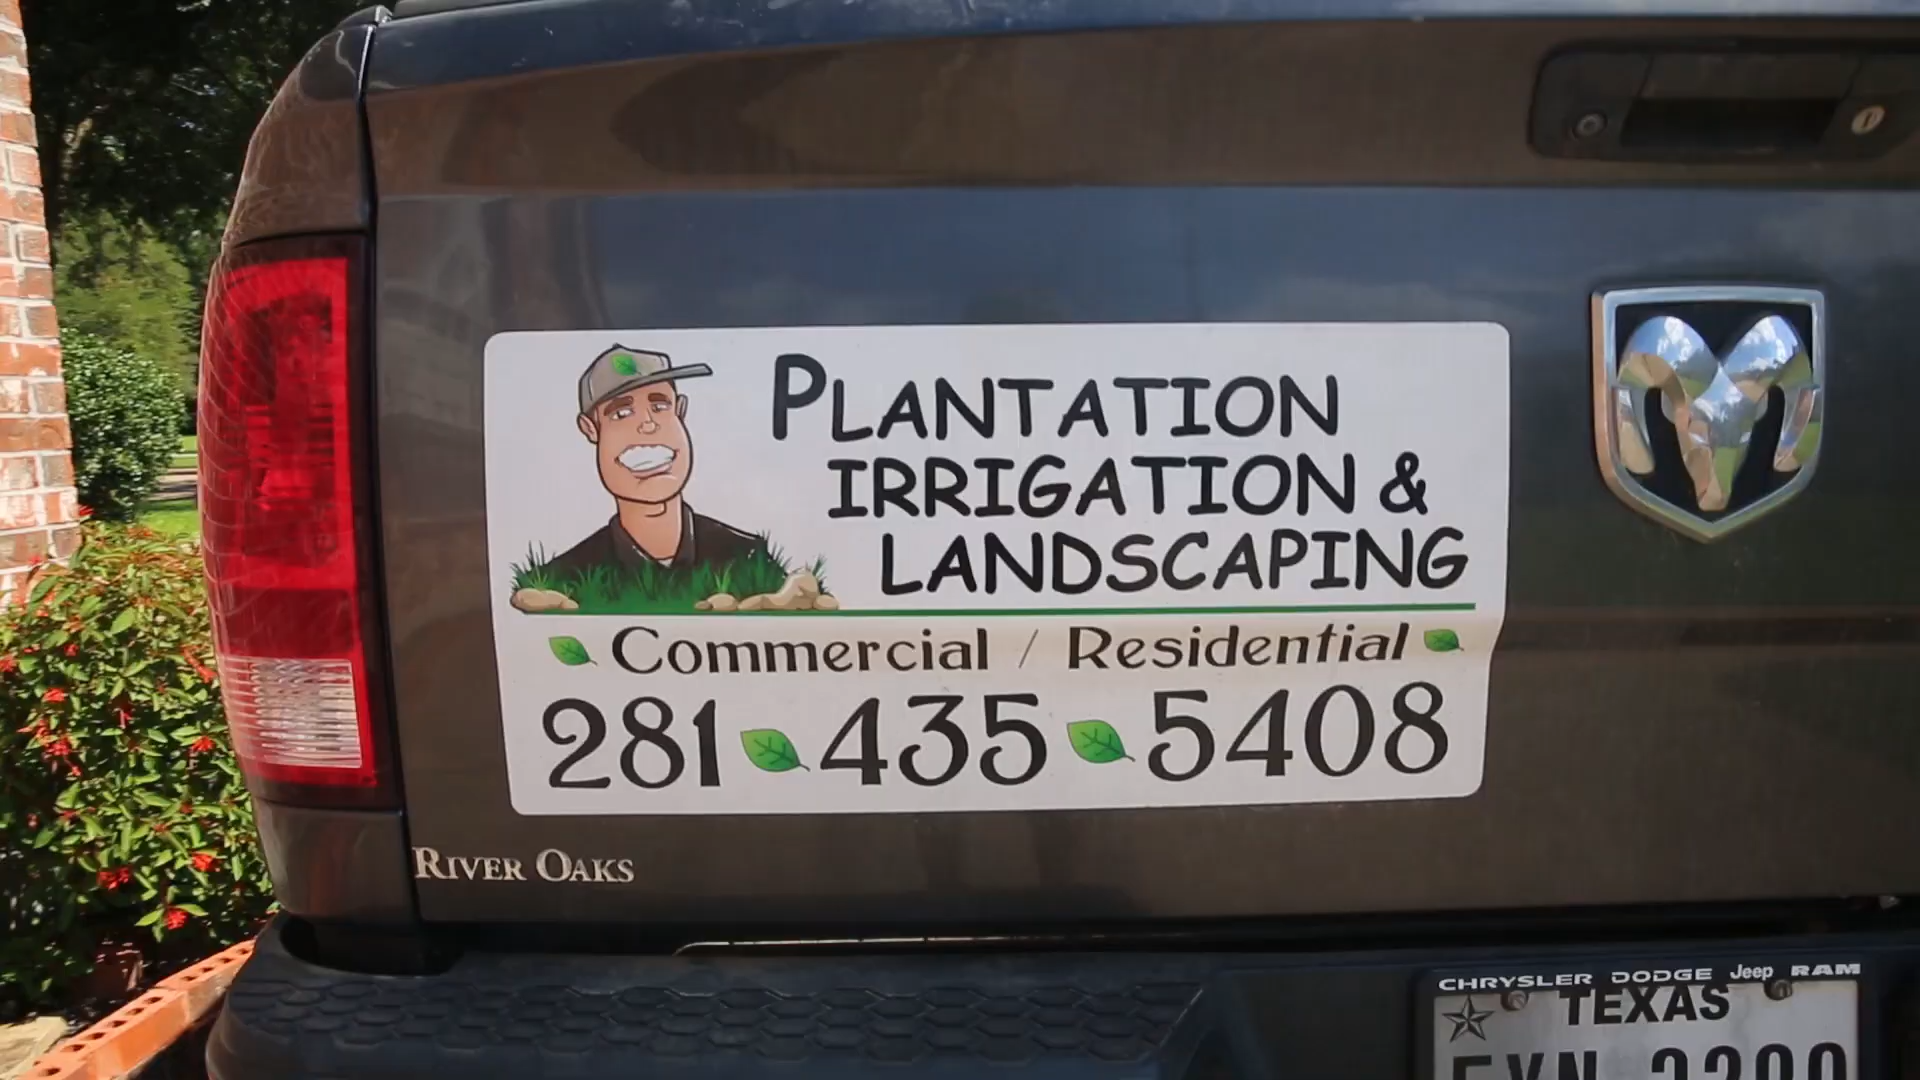 PLANTATION
IRRIGATION &
LANDSCAPING
Commercial / Residential
281 435 5408
RIVER OAKS
CHRYSLER DODGE Jeep RAM
TEXAS